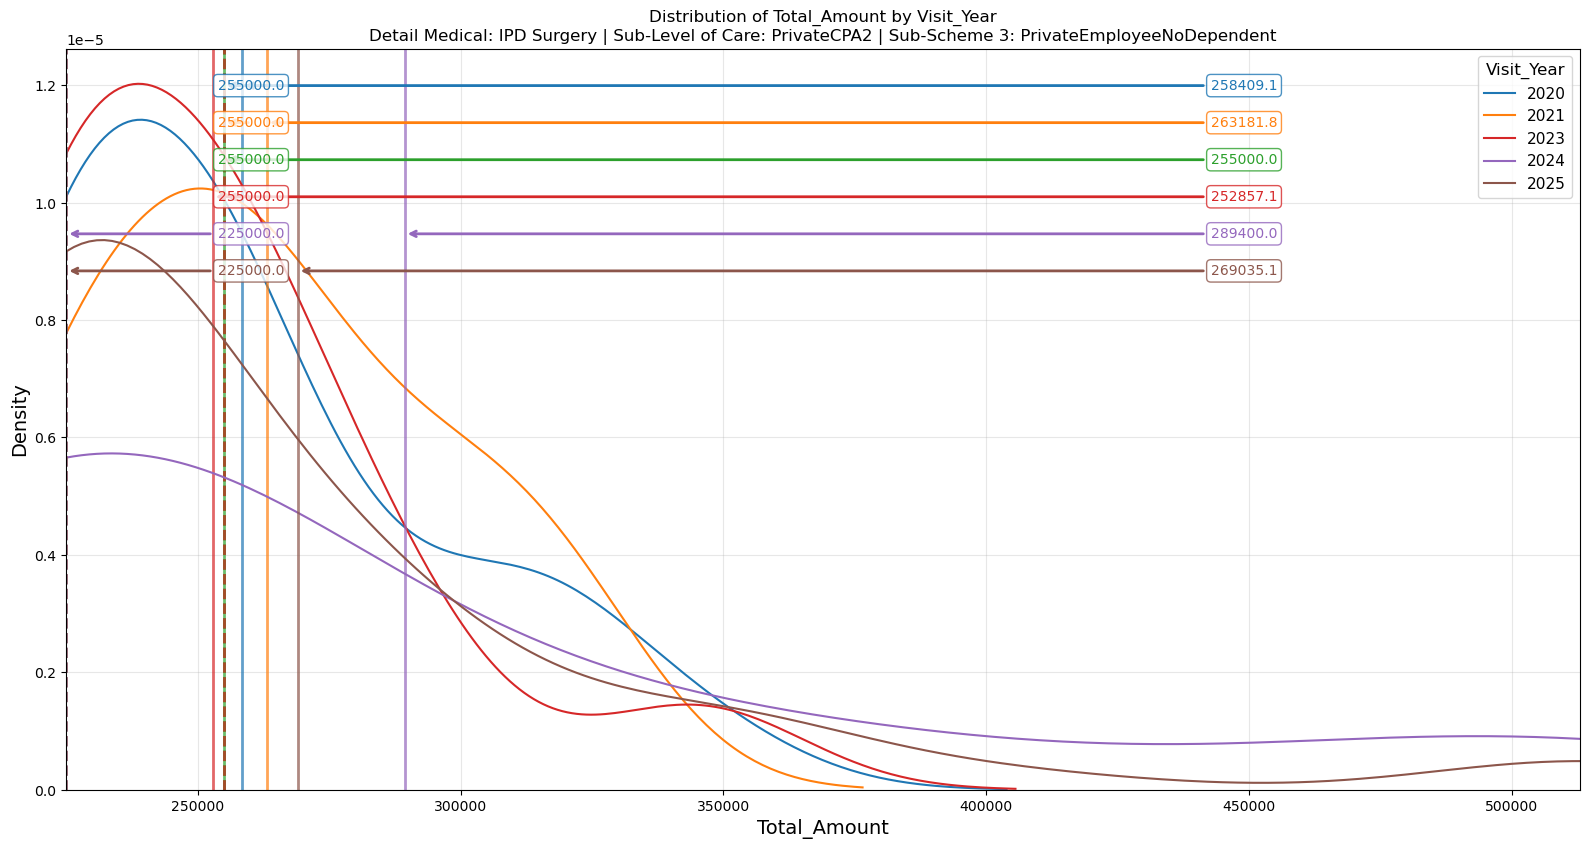 Distribution of Total_Amount by Visit_Year
Detail Medical: IPD Surgery | Sub-Level of Care: PrivateCPA2 | Sub-Scheme 3: PrivateEmployeeNoDependent
1e−5
Visit_Year
2020
2021
2023
2024
2025
255000.0 258409.1
255000.0 263181.8
255000.0 255000.0
255000.0 252857.1
225000.0 289400.0
225000.0 269035.1
1.2
1.0
0.8
0.6
0.4
0.2
0.0
Density
250000 300000 350000 400000 450000 500000
Total_Amount